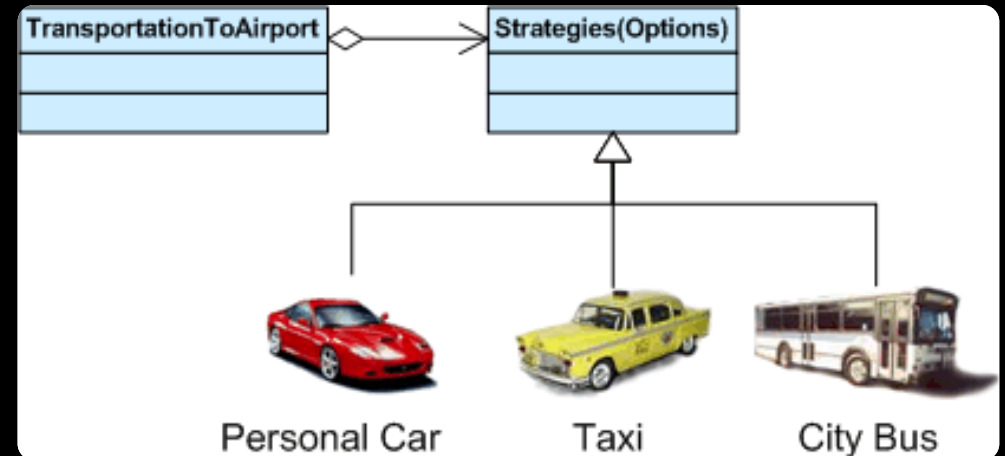 TransportationToAirport
Strategies(Options)
Personal Car
Taxi
City Bus